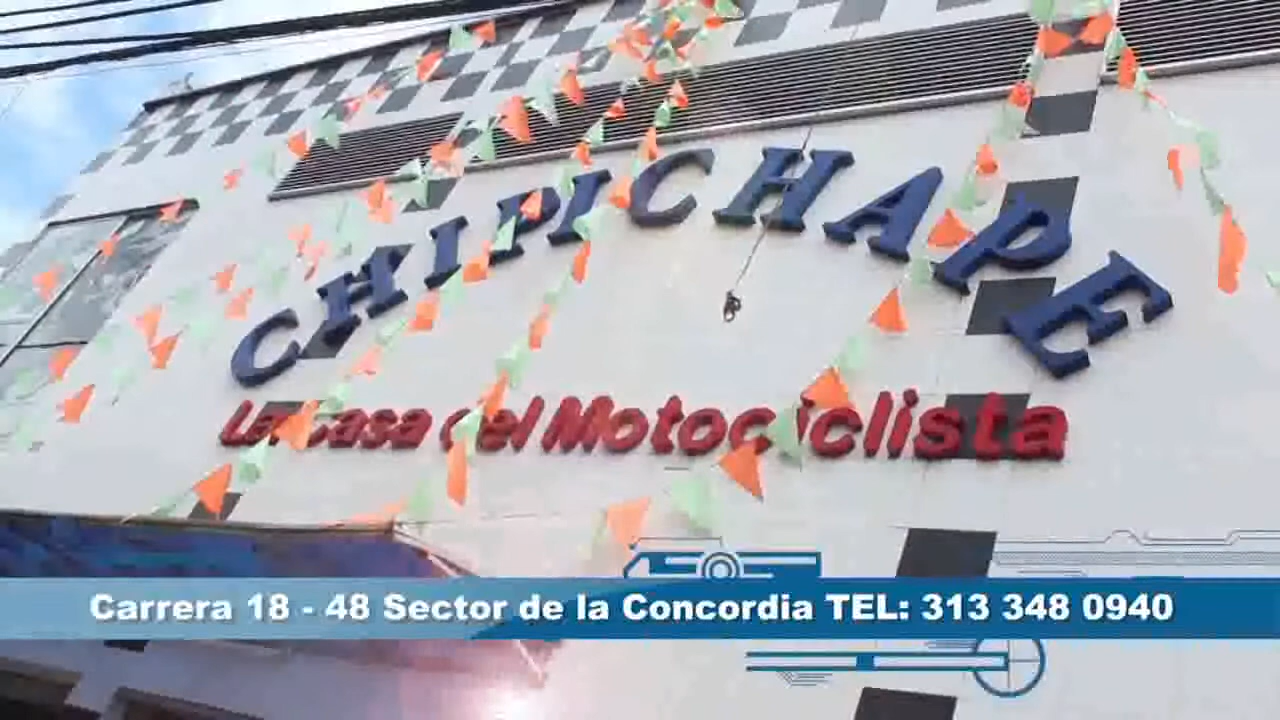 CHIPICHAPE
La Casa del Motociclista
Carrera 18 - 48 Sector de la Concordia TEL: 313 348 0940